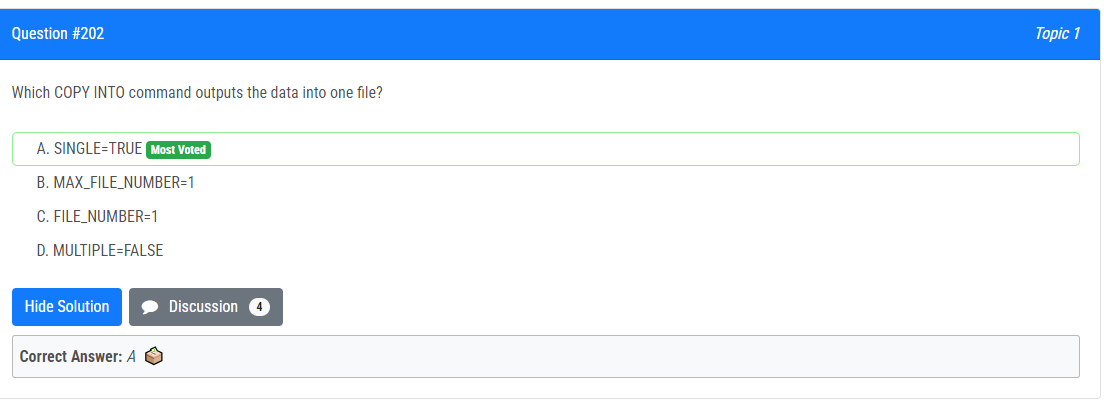 Question #202 Topic 1
Which COPY INTO command outputs the data into one file?
A. SINGLE=TRUE Most Voted
B. MAX_FILE_NUMBER=1
C. FILE_NUMBER=1
D. MULTIPLE=FALSE
Hide Solution Discussion 4
Correct Answer: A